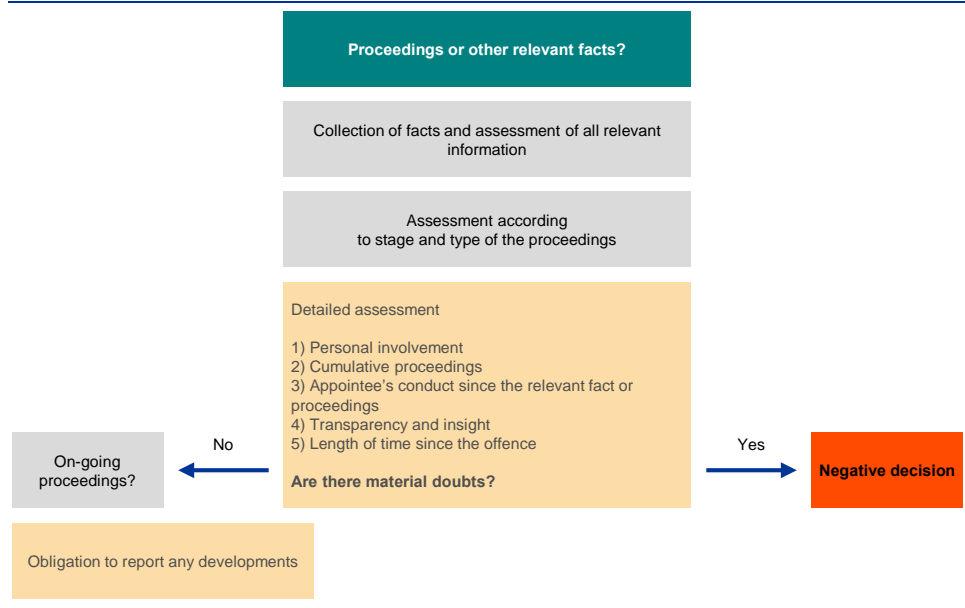 Proceedings or other relevant facts?
Collection of facts and assessment of all relevant
information
Assessment according
to stage and type of the proceedings
Detailed assessment
1) Personal involvement
2) Cumulative proceedings
3) Appointee’s conduct since the relevant fact or
proceedings
4) Transparency and insight
5) Length of time since the offence
Are there material doubts?
No
On-going
proceedings?
Yes
Negative decision
Obligation to report any developments